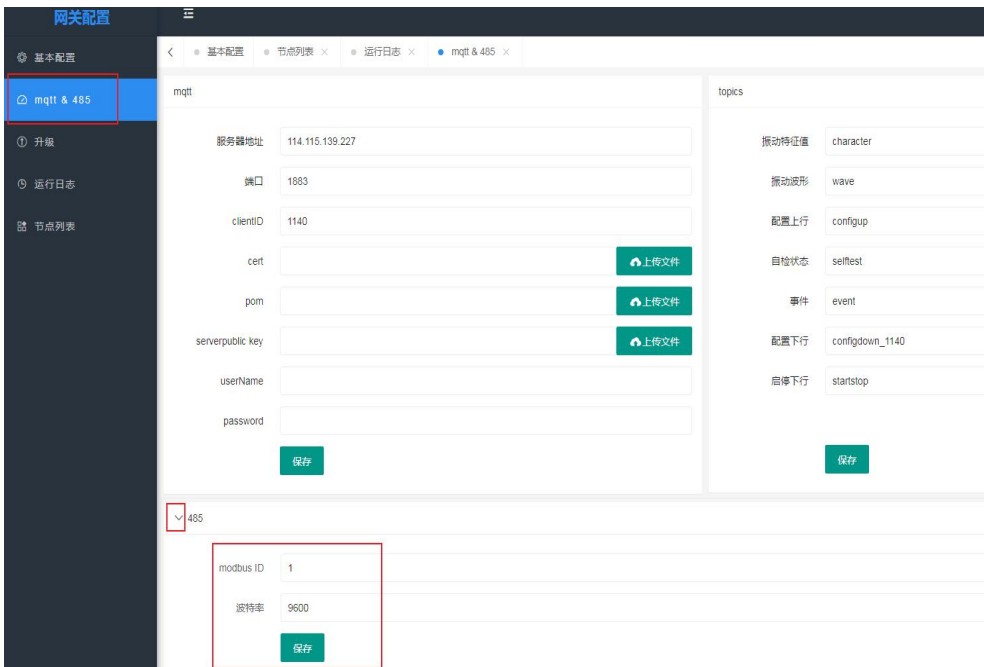 网关配置
基本配置
mqtt & 485
升级
运行日志
节点列表
基本配置 节点列表 运行日志 mqtt & 485
mqtt
服务器地址 114.115.139.227
端口 1883
clientID 1140
cert 上传文件
pom 上传文件
serverpublic key 上传文件
userName
password
保存
topics
振动特征值 character
振动波形 wave
配置上行 configup
自检状态 selftest
事件 event
配置下行 configdown_1140
启停下行 startstop
保存
485
modbus ID 1
波特率 9600
保存